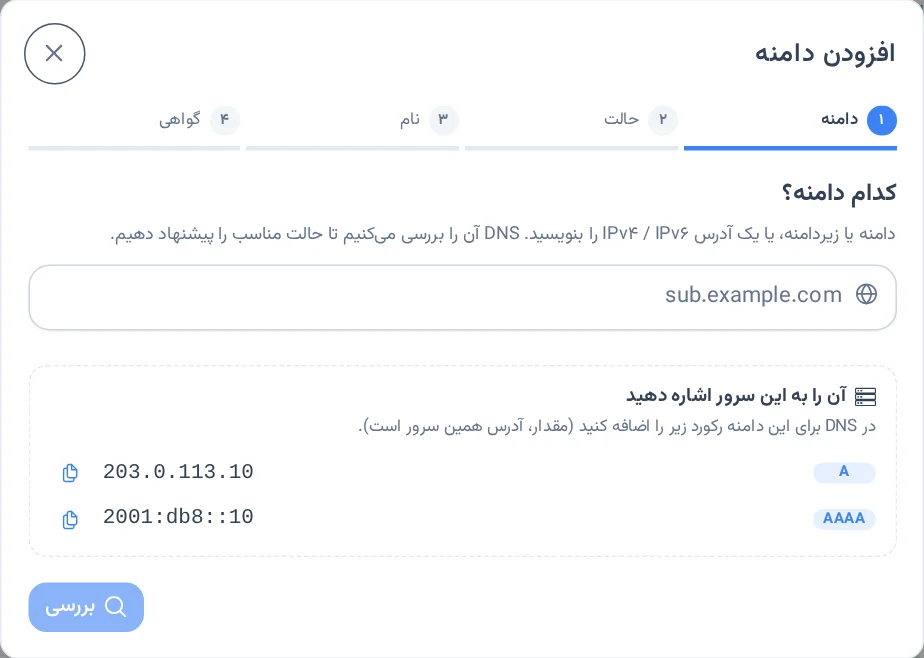 افزودن دامنه
۱ دامنه
۲ حالت
۳ نام
۴ گواهی
کدام دامنه؟
دامنه یا زیردامنه، یا یک آدرس IPv۴ / IPv۶ را بنویسید. DNS آن را بررسی می‌کنیم تا حالت مناسب را پیشنهاد دهیم.
sub.example.com
آن را به این سرور اشاره دهید
در DNS برای این دامنه رکورد زیر را اضافه کنید (مقدار، آدرس همین سرور است).
A 203.0.113.10
AAAA 2001:db8::10
بررسی